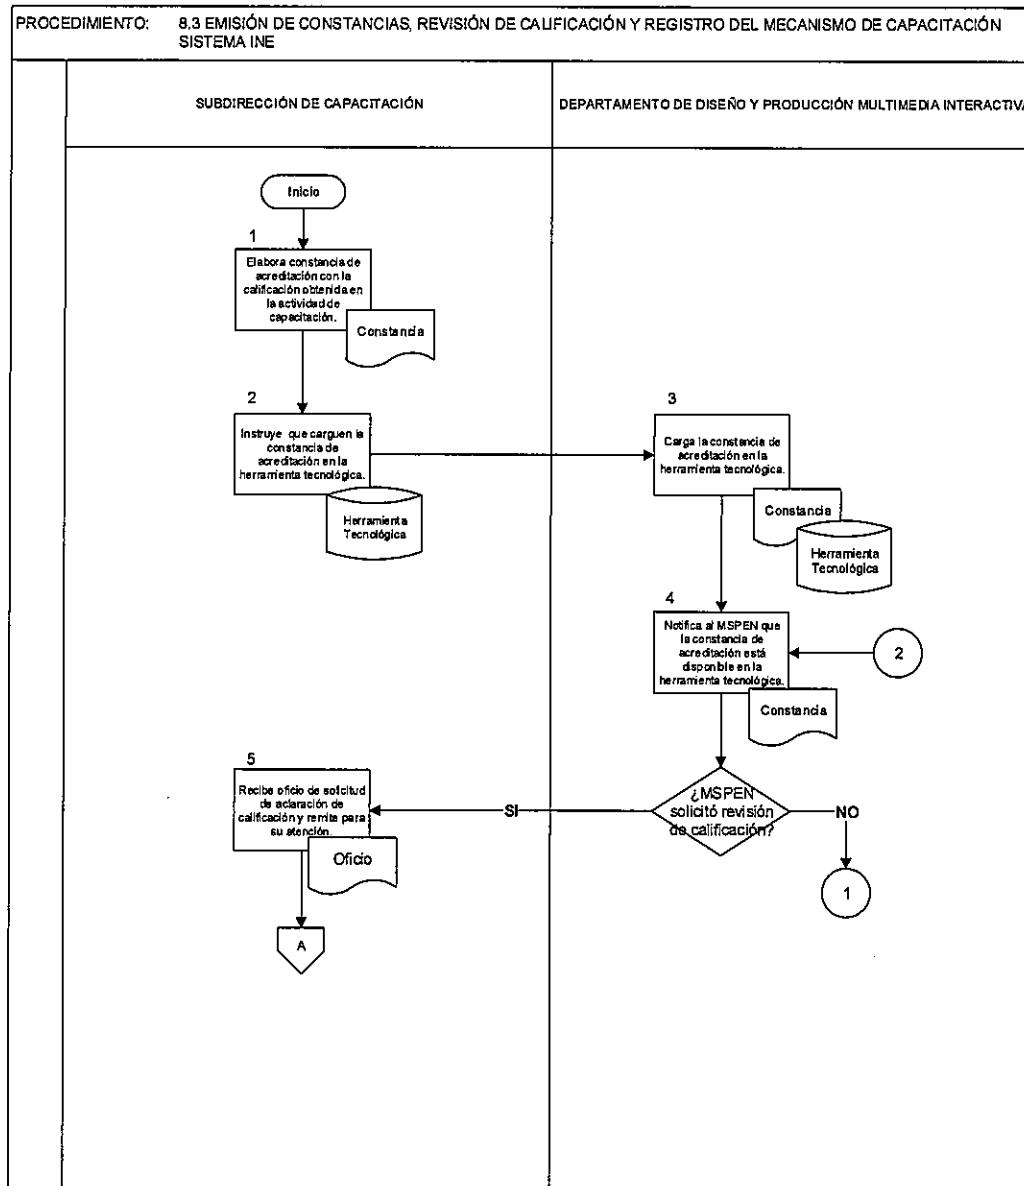 PROCEDIMIENTO: 8.3 EMISIÓN DE CONSTANCIAS, REVISIÓN DE CALIFICACIÓN Y REGISTRO DEL MECANISMO DE CAPACITACIÓN
SISTEMA INE
SUBDIRECCIÓN DE CAPACITACIÓN
DEPARTAMENTO DE DISEÑO Y PRODUCCIÓN MULTIMEDIA INTERACTIVA
Inicio
1
Elabora constancia de
acreditación con la
calificación obtenida en
la actividad de
capacitación.
Constancia
2
Instruye que carguen la
constancia de
acreditación en la
herramienta tecnológica.
Herramienta
Tecnológica
3
Carga la constancia de
acreditación en la
herramienta tecnológica.
Constancia
Herramienta
Tecnológica
4
Notifica al MSPEN que
la constancia de
acreditación está
disponible en la
herramienta tecnológica.
2
Constancia
¿MSPEN
solicitó revisión
de calificación?
SI
NO
1
5
Recibe oficio de solicitud
de aclaración de
calificación y remite para
su atención.
Oficio
A